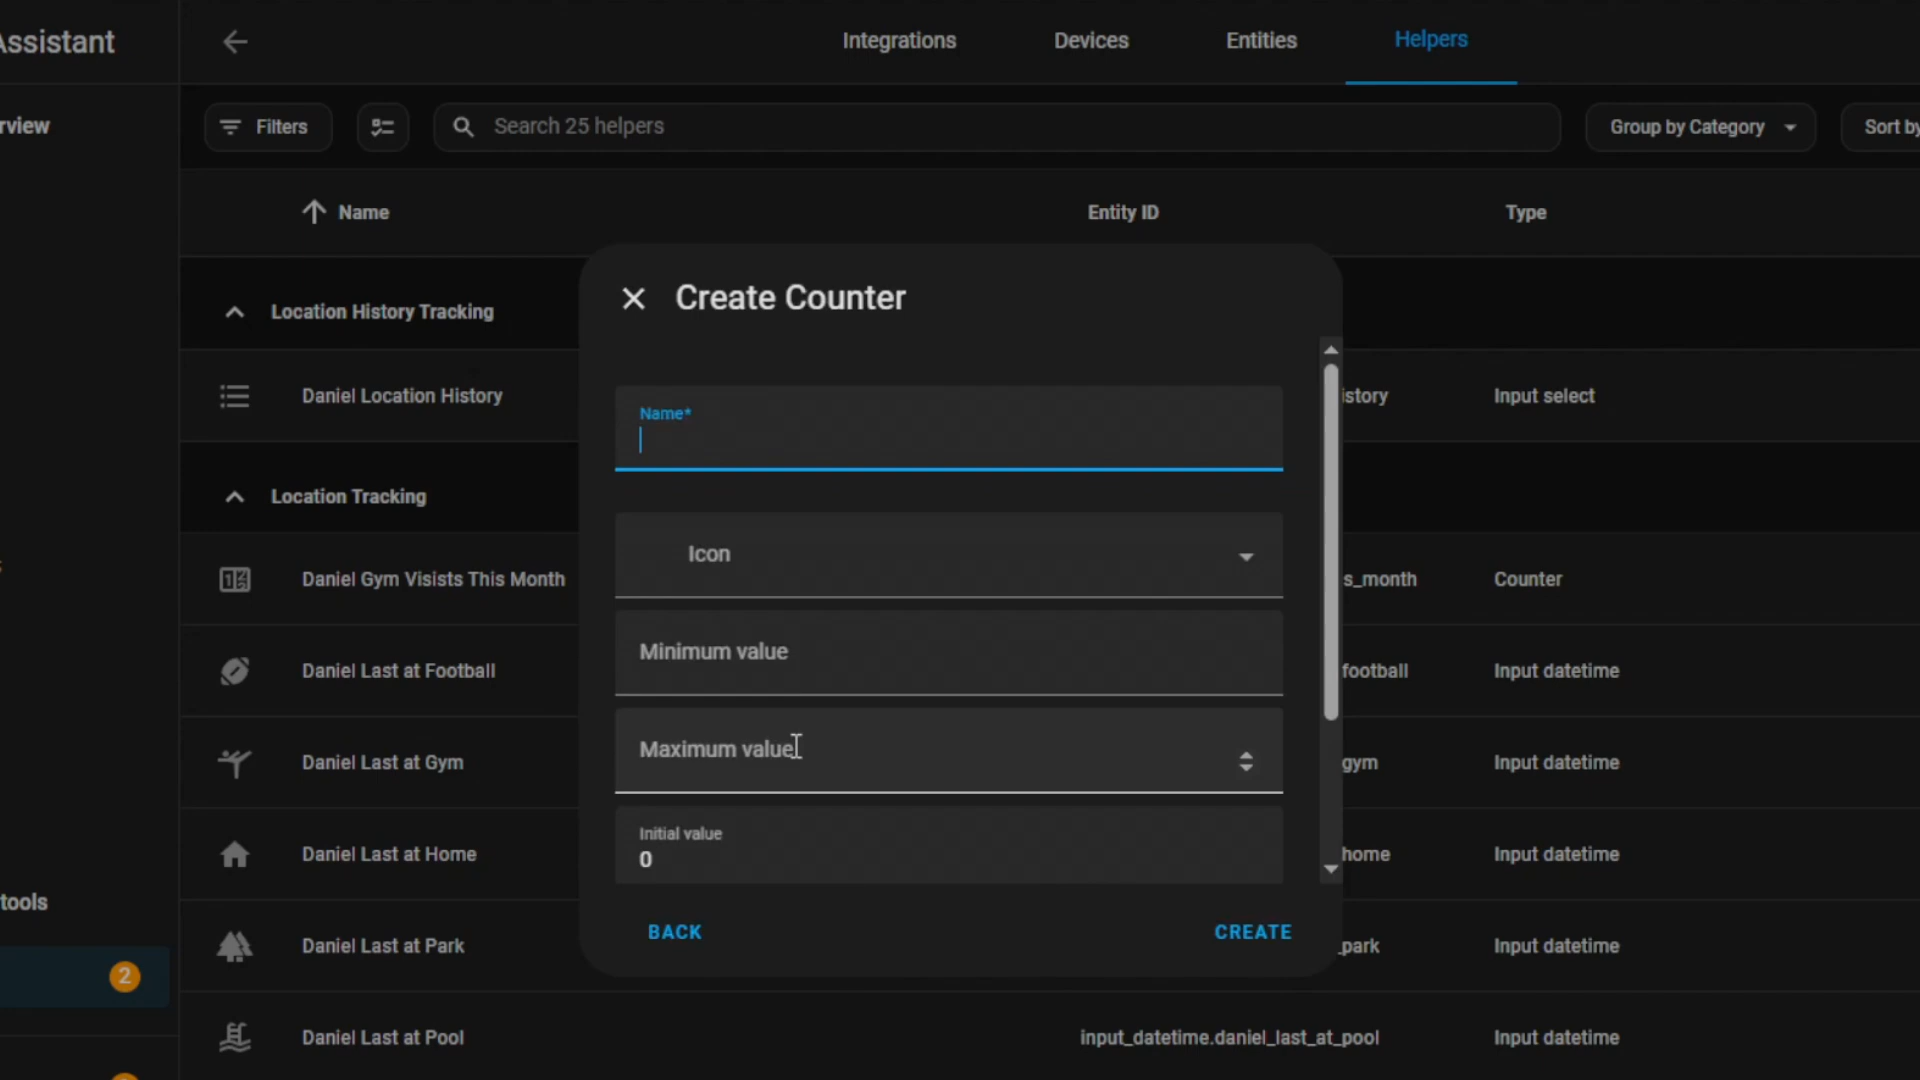 Assistant
Integrations
Devices
Entities
Helpers
rview
Filters
Search 25 helpers
Group by Category
Sort by
Name
Entity ID
Type
Create Counter
Location History Tracking
Name*
Daniel Location History
istory
Input select
Location Tracking
Icon
Daniel Gym Visists This Month
s_month
Counter
Minimum value
Daniel Last at Football
football
Input datetime
Maximum value
Daniel Last at Gym
gym
Input datetime
Initial value
0
Daniel Last at Home
home
Input datetime
tools
BACK
CREATE
Daniel Last at Park
_park
Input datetime
2
Daniel Last at Pool
input_datetime.daniel_last_at_pool
Input datetime